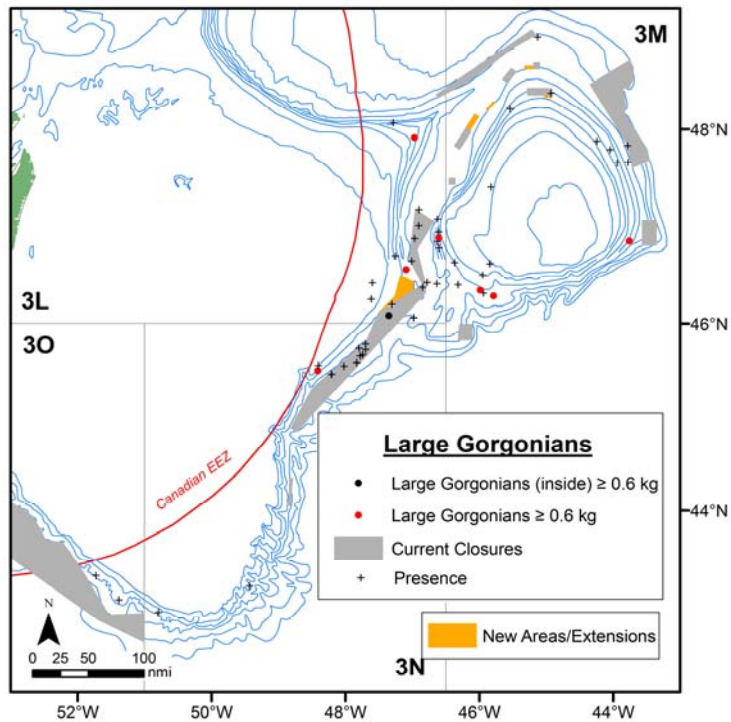 3M
48°N
3L
3O
46°N
Canadian EEZ
Large Gorgonians
Large Gorgonians (inside) ≥ 0.6 kg
Large Gorgonians ≥ 0.6 kg
Current Closures
Presence
44°N
New Areas/Extensions
N
0 25 50 100
nmi
3N
52°W 50°W 48°W 46°W 44°W